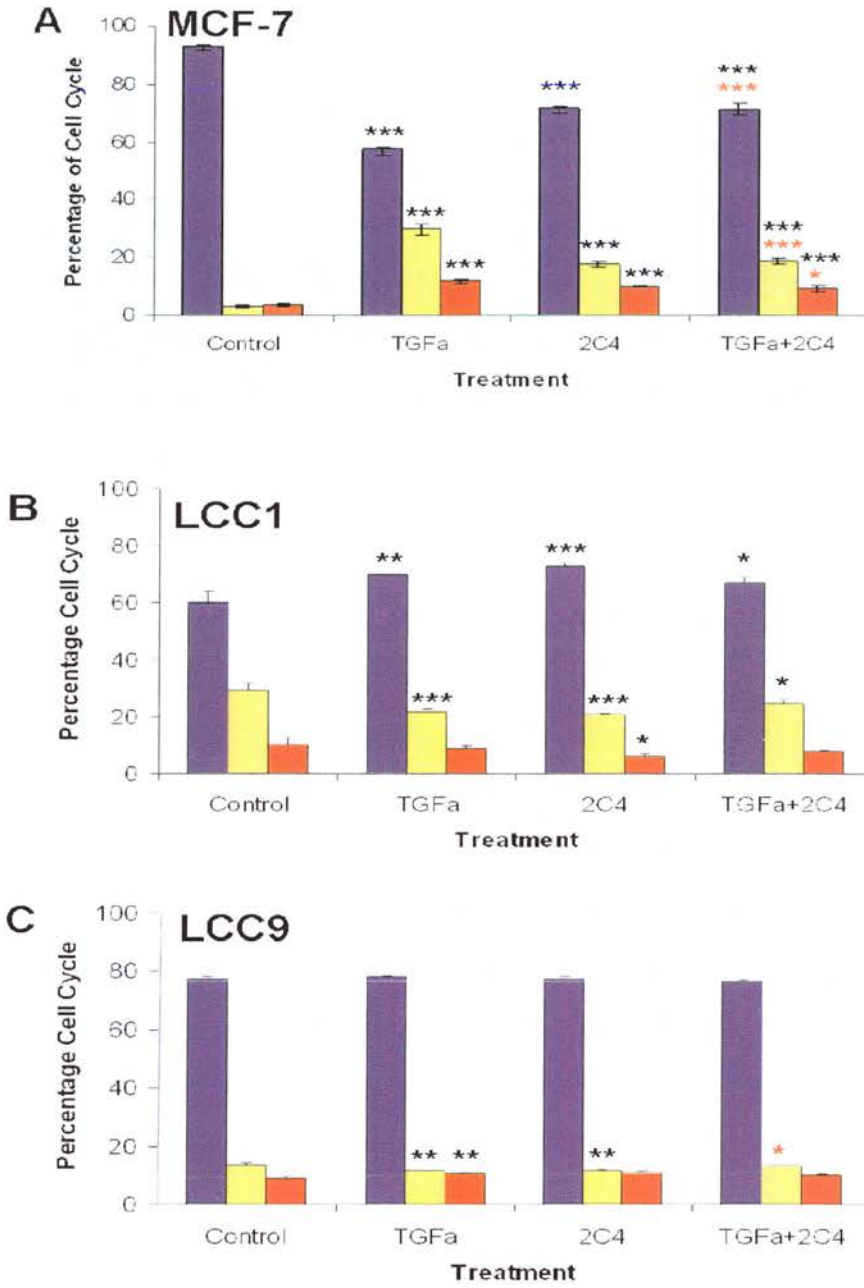 A MCF-7
Percentage of Cell Cycle
100
80
60
40
20
0
***
***
***
***
***
***
***
***
***
***
***
*
Control TGFa 2C4 TGFa+2C4
Treatment
B LCC1
Percentage Cell Cycle
100
80
60
40
20
0
**
***
***
***
*
*
*
Control TGFa 2C4 TGFa+2C4
Treatment
C LCC9
Percentage Cell Cycle
100
80
60
40
20
0
** ** ** *
Control TGFa 2C4 TGFa+2C4
Treatment